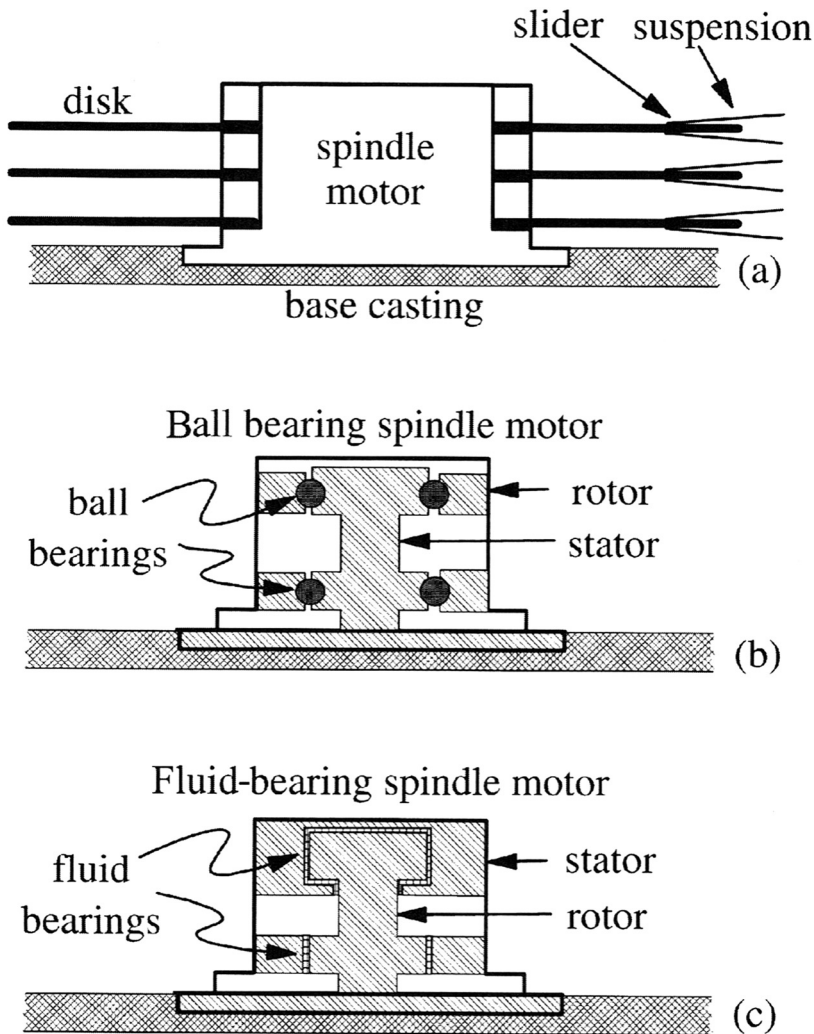 slider suspension
disk
spindle
motor
(a)
base casting
Ball bearing spindle motor
ball
bearings
rotor
stator
(b)
Fluid-bearing spindle motor
fluid
bearings
stator
rotor
(c)